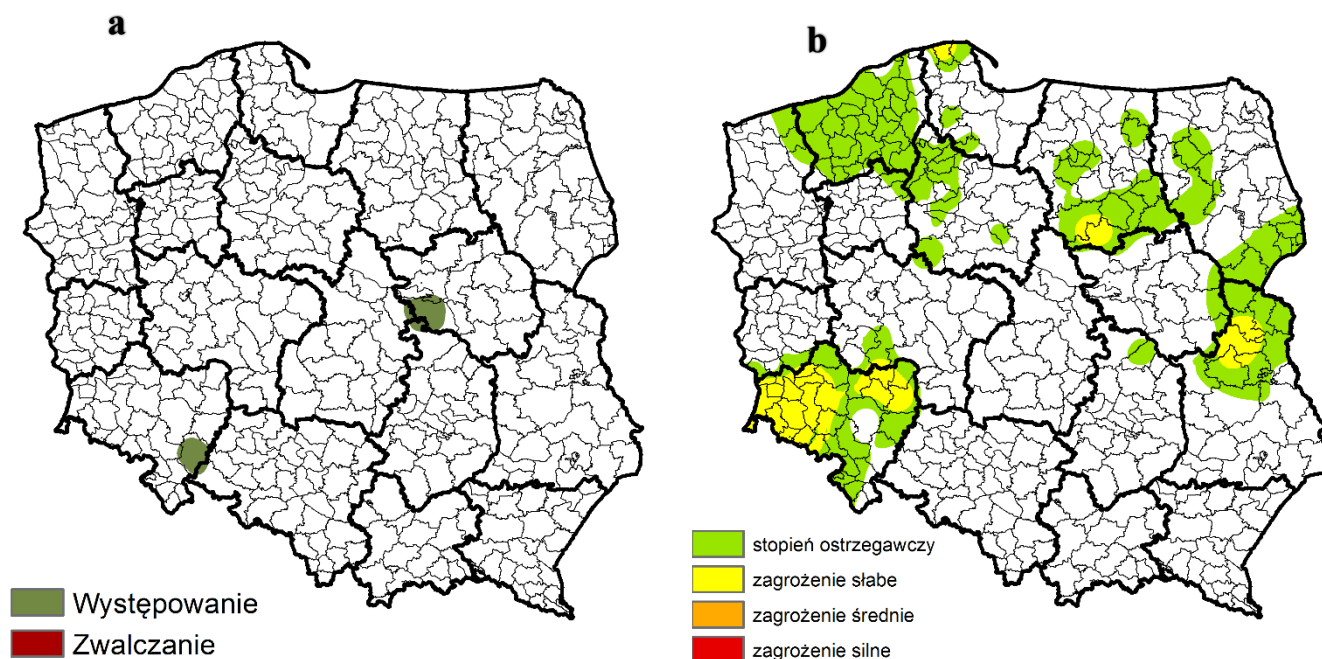 a
b
Występowanie
Zwalczanie
stopień ostrzegawczy
zagrożenie słabe
zagrożenie średnie
zagrożenie silne